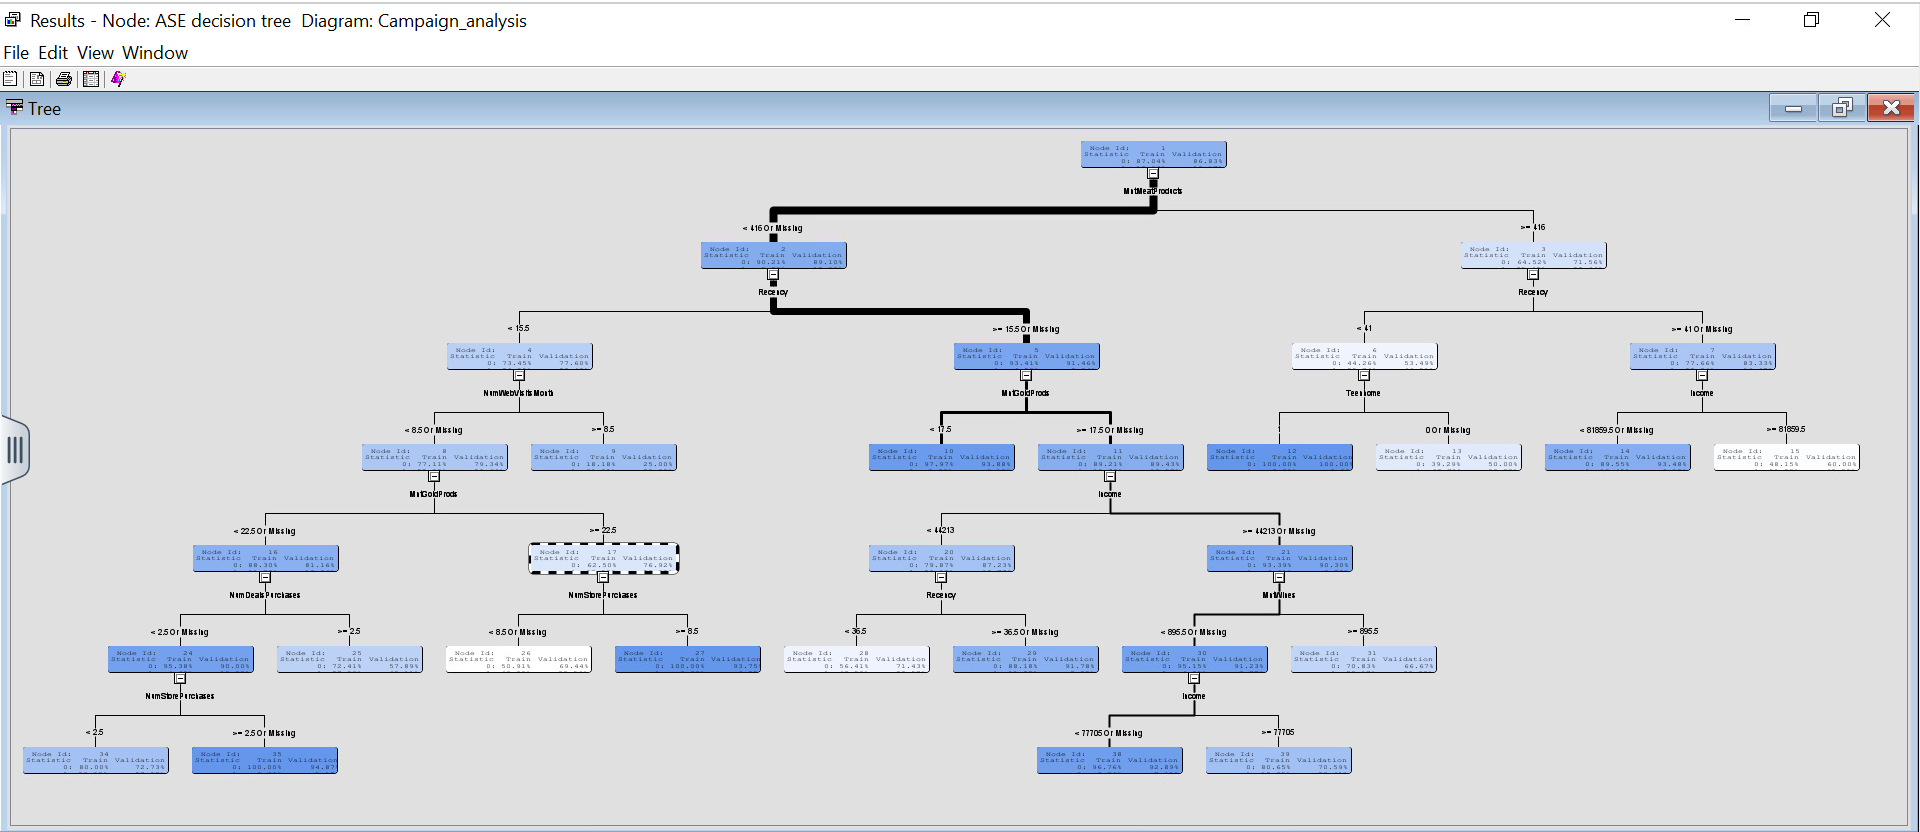 Results - Node: ASE decision tree  Diagram: Campaign_analysis
File Edit View Window
Tree
Node Id: 1
Statistic Train Validation
0: 87.04% 86.83%
MntMeatProducts
< 416 Or Missing
>= 416
Node Id: 2
Statistic Train Validation
0: 90.21% 89.10%
Node Id: 3
Statistic Train Validation
0: 64.52% 71.56%
Recency
Recency
< 15.5
>= 15.5 Or Missing
< 41
>= 41 Or Missing
Node Id: 4
Statistic Train Validation
0: 73.45% 77.60%
Node Id: 5
Statistic Train Validation
0: 93.41% 91.46%
Node Id: 6
Statistic Train Validation
0: 44.26% 53.49%
Node Id: 7
Statistic Train Validation
0: 77.66% 83.33%
NumWebVisitsMonth
MntGoldProds
Teenhome
Income
< 8.5 Or Missing
>= 8.5
< 17.5
>= 17.5 Or Missing
1
0 Or Missing
< 81859.5 Or Missing
>= 81859.5
Node Id: 8
Statistic Train Validation
0: 77.11% 79.34%
Node Id: 9
Statistic Train Validation
0: 18.18% 25.00%
Node Id: 10
Statistic Train Validation
0: 97.97% 93.88%
Node Id: 11
Statistic Train Validation
0: 89.21% 89.43%
Node Id: 12
Statistic Train Validation
0: 100.00% 100.00%
Node Id: 13
Statistic Train Validation
0: 39.29% 50.00%
Node Id: 14
Statistic Train Validation
0: 89.55% 93.48%
Node Id: 15
Statistic Train Validation
0: 48.15% 60.00%
MntGoldProds
Income
< 22.5 Or Missing
>= 22.5
< 44213
>= 44213 Or Missing
Node Id: 16
Statistic Train Validation
0: 88.30% 81.16%
Node Id: 17
Statistic Train Validation
0: 62.50% 76.92%
Node Id: 20
Statistic Train Validation
0: 79.87% 87.23%
Node Id: 21
Statistic Train Validation
0: 93.39% 90.30%
NumDealsPurchases
NumStorePurchases
Recency
MntWines
< 2.5 Or Missing
>= 2.5
< 8.5 Or Missing
>= 8.5
< 36.5
>= 36.5 Or Missing
< 895.5 Or Missing
>= 895.5
Node Id: 24
Statistic Train Validation
0: 95.38% 90.00%
Node Id: 25
Statistic Train Validation
0: 72.41% 57.89%
Node Id: 26
Statistic Train Validation
0: 50.91% 69.44%
Node Id: 27
Statistic Train Validation
0: 100.00% 93.75
Node Id: 28
Statistic Train Validation
0: 56.41% 71.43%
Node Id: 29
Statistic Train Validation
0: 88.18% 91.78%
Node Id: 30
Statistic Train Validation
0: 95.15% 91.23%
Node Id: 31
Statistic Train Validation
0: 70.83% 66.67%
NumStorePurchases
Income
< 2.5
>= 2.5 Or Missing
< 77705 Or Missing
>= 77705
Node Id: 34
Statistic Train Validation
0: 80.00% 72.73%
Node Id: 35
Statistic Train Validation
0: 100.00% 94.87
Node Id: 38
Statistic Train Validation
0: 96.76% 92.89%
Node Id: 39
Statistic Train Validation
0: 80.65% 70.59%